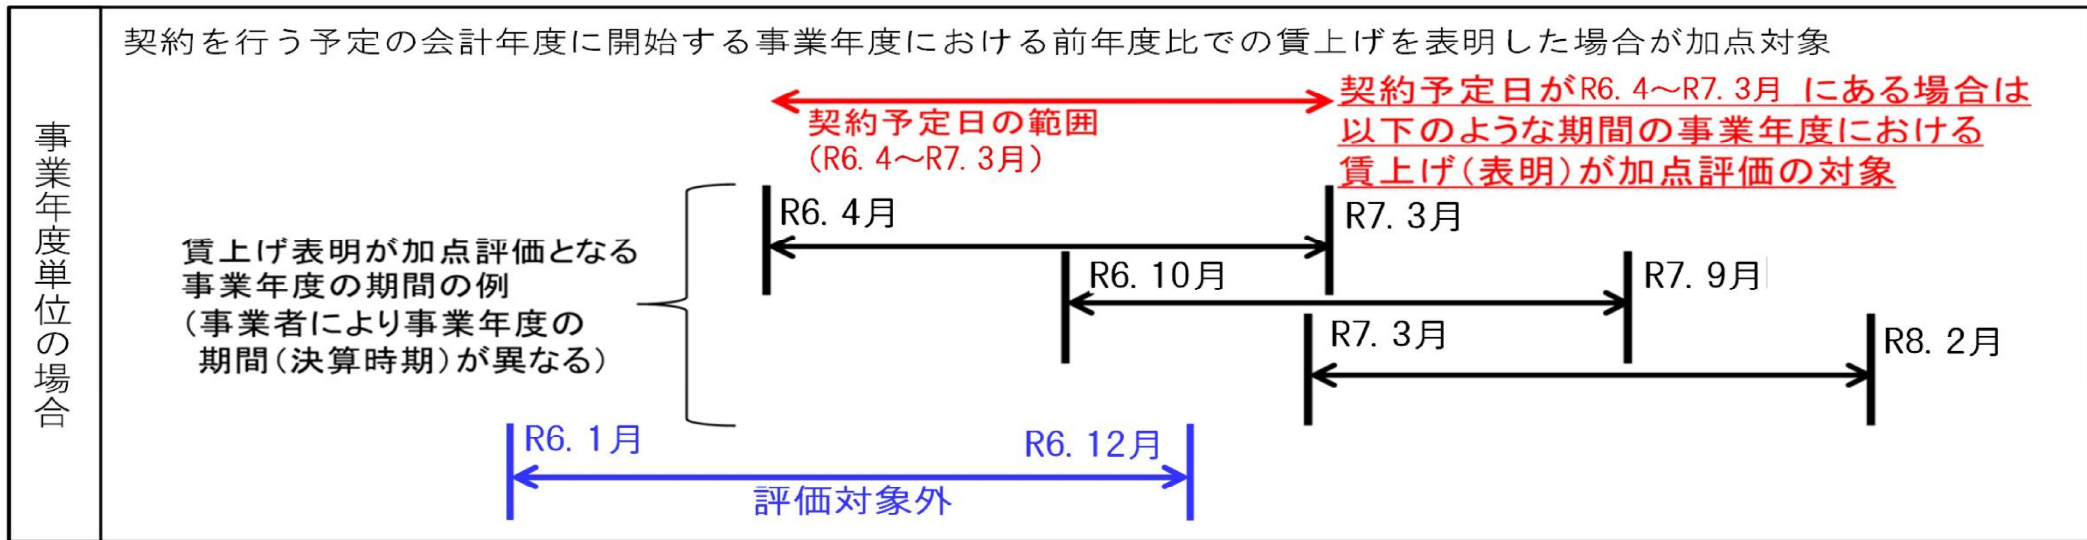 事業年度単位の場合
契約を行う予定の会計年度に開始する事業年度における前年度比での賃上げを表明した場合が加点対象
契約予定日の範囲
(R6. 4～R7. 3月)
契約予定日がR6. 4～R7. 3月 にある場合は
以下のような期間の事業年度における
賃上げ(表明)が加点評価の対象
賃上げ表明が加点評価となる
事業年度の期間の例
(事業者により事業年度の
期間(決算時期)が異なる)
R6. 4月
R7. 3月
R6. 10月
R7. 9月
R7. 3月
R8. 2月
R6. 1月
R6. 12月
評価対象外